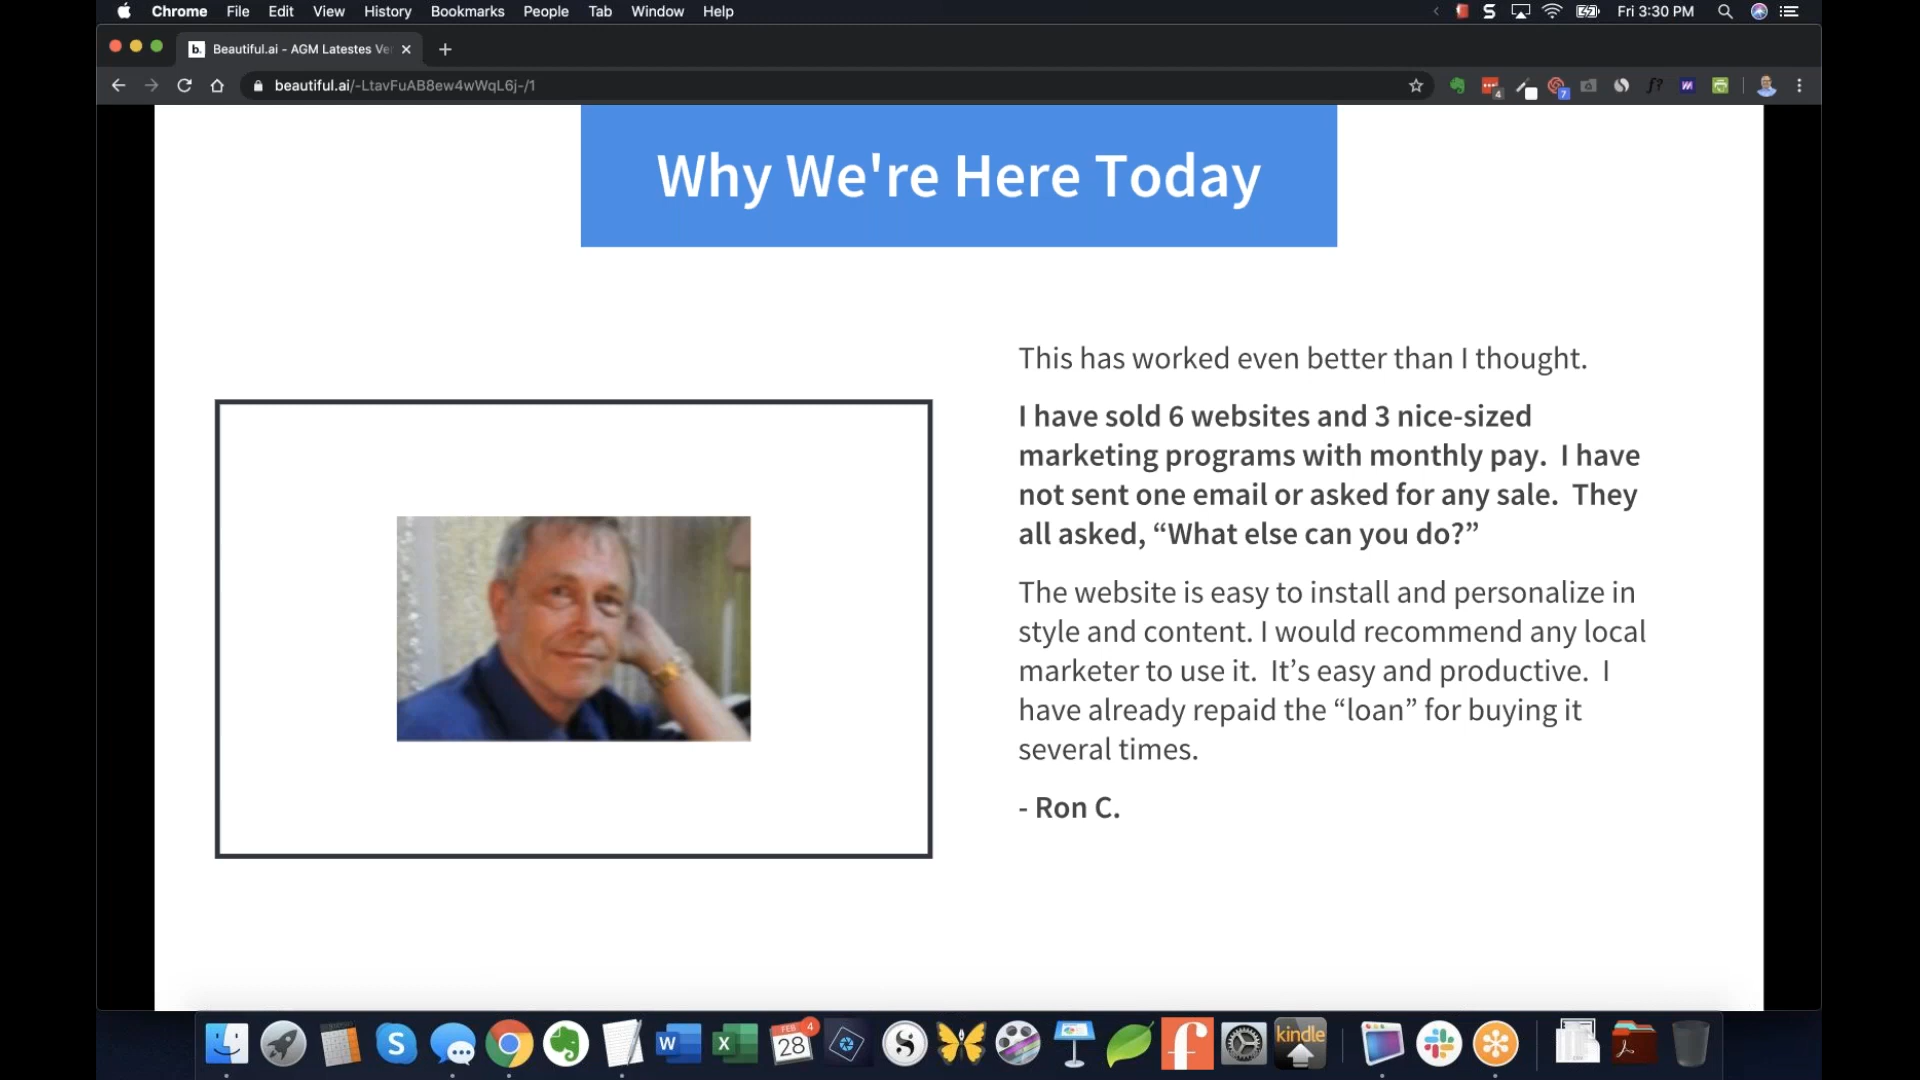 Chrome File Edit View History Bookmarks People Tab Window Help
Fri 3:30 PM
b. Beautiful.ai - AGM Latestes Ve
beautiful.ai/-LtavFuAB8ew4wWqL6j-/1
4
7
f?
Why We're Here Today
This has worked even better than I thought.
I have sold 6 websites and 3 nice-sized
marketing programs with monthly pay.  I have
not sent one email or asked for any sale.  They
all asked, “What else can you do?”
The website is easy to install and personalize in
style and content. I would recommend any local
marketer to use it.  It’s easy and productive.  I
have already repaid the “loan” for buying it
several times.
- Ron C.
S
W
X
FEB
4
28
S
f
kindle